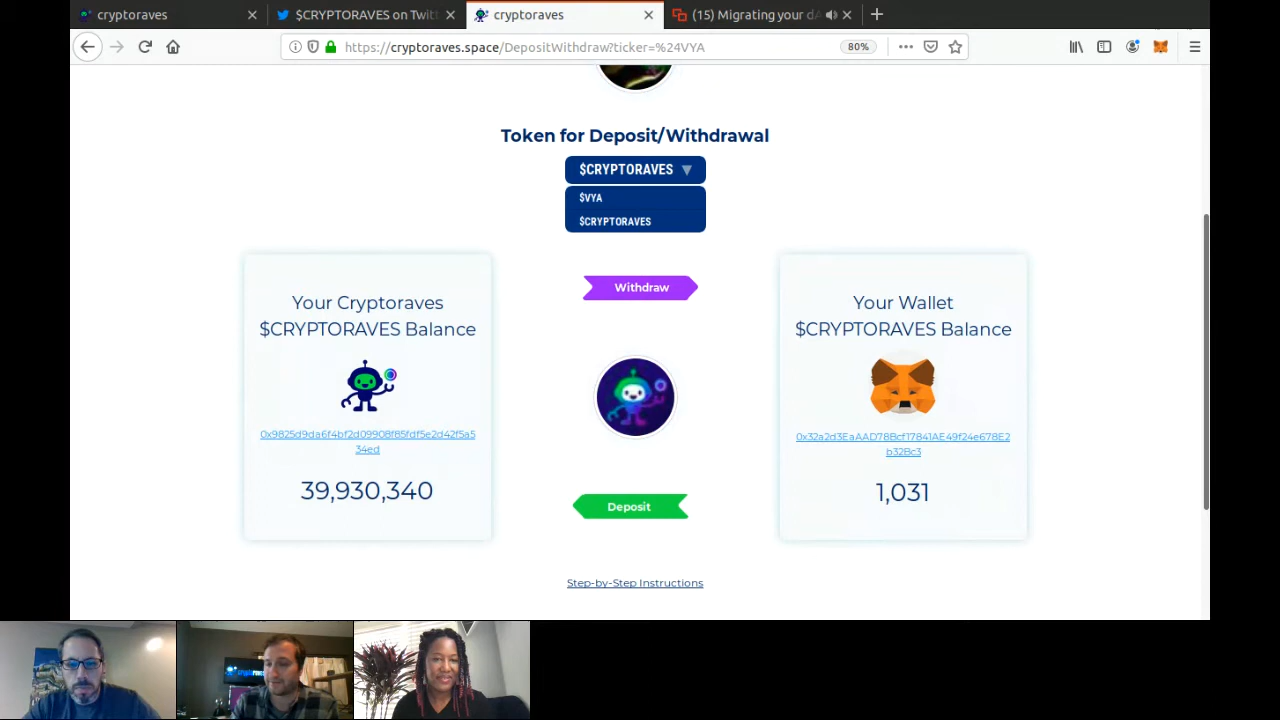 cryptoraves
$CRYPTORAVES on Twitt
cryptoraves
(15) Migrating your dA
https://cryptoraves.space/DepositWithdraw?ticker=%24VYA
80%
Token for Deposit/Withdrawal
$CRYPTORAVES
$VYA
$CRYPTORAVES
Withdraw
Your Cryptoraves
$CRYPTORAVES Balance
0x9825d9da6f4bf2d09908f85fdf5e2d42f5a5
34ed
39,930,340
Your Wallet
$CRYPTORAVES Balance
0x32a2d3EaAAD78Bcf17841AE49f24e678E2
b32Bc3
1,031
Deposit
Step-by-Step Instructions